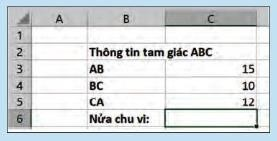 A B C
1
2 Thông tin tam giác ABC
3 AB 15
4 BC 10
5 CA 12
6 Nửa chu vi: